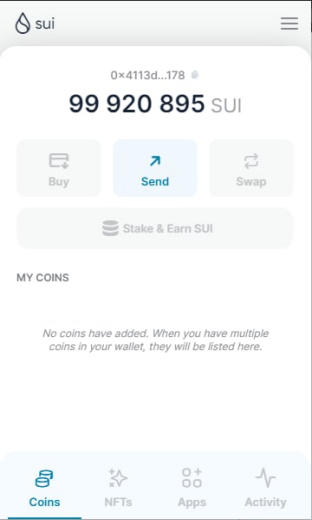 sui
0×4113d...178
99 920 895 SUI
Buy
Send
Swap
Stake & Earn SUI
MY COINS
No coins have added. When you have multiple
coins in your wallet, they will be listed here.
Coins
NFTs
Apps
Activity